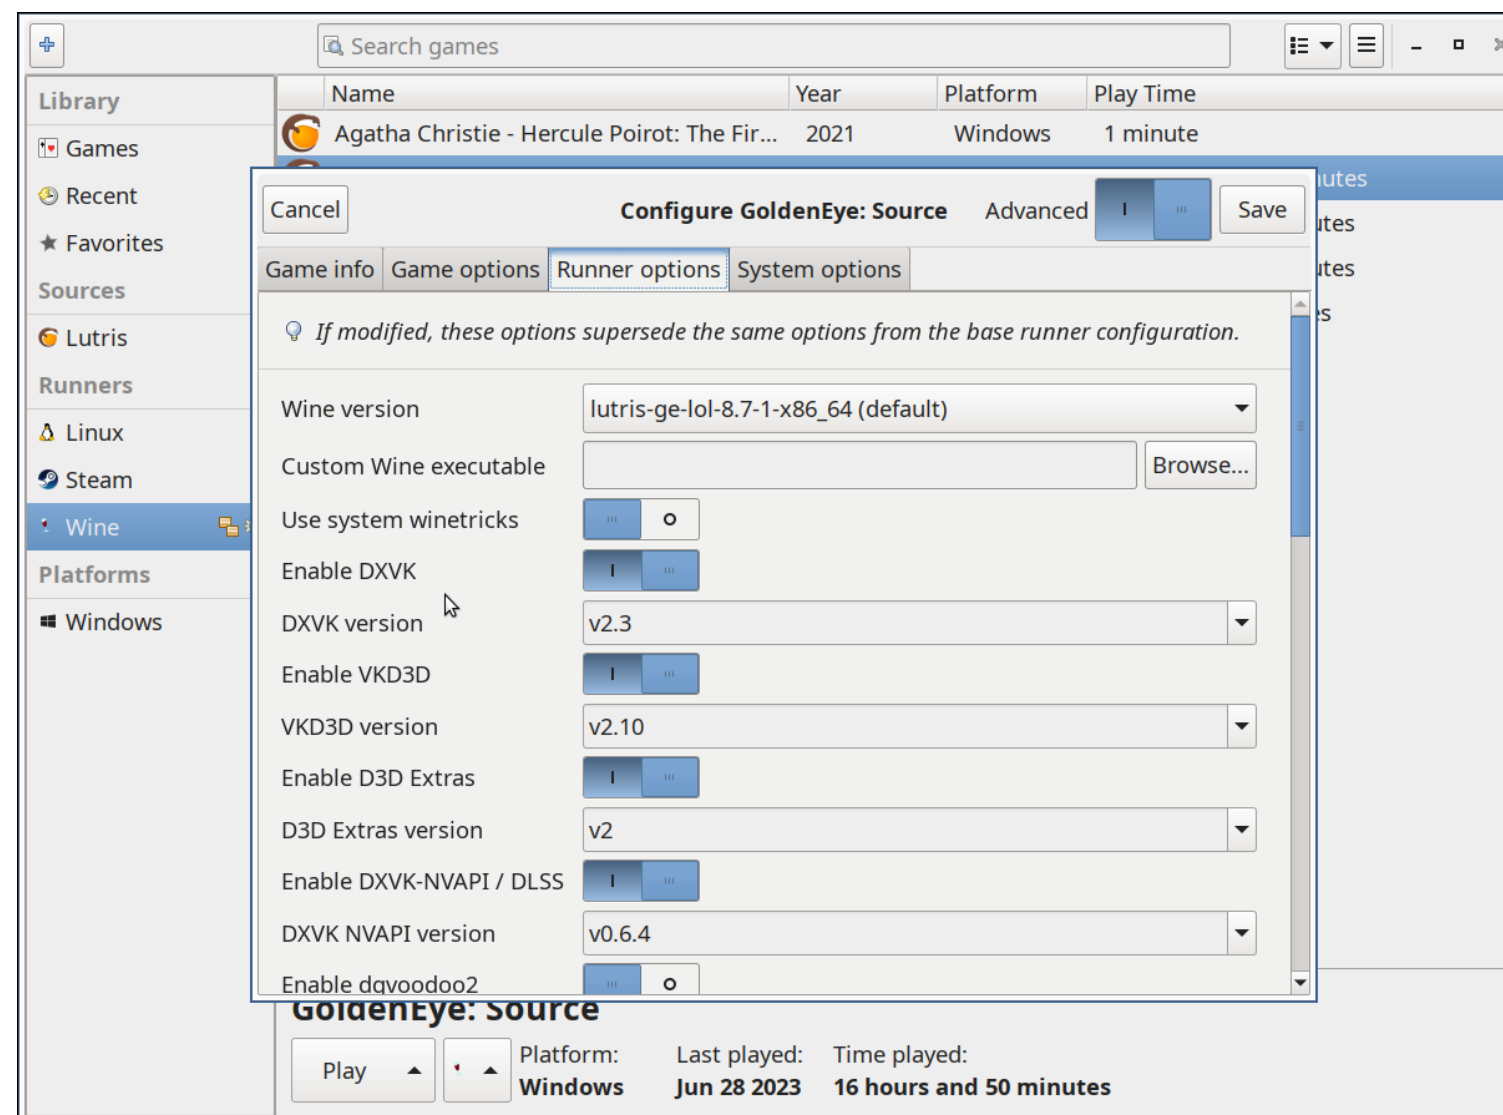 Search games
Library
Games
Recent
Favorites
Sources
Lutris
Runners
Linux
Steam
Wine
Platforms
Windows
Name Year Platform Play Time
Agatha Christie - Hercule Poirot: The Fir... 2021 Windows 1 minute
utes
utes
utes
es
Cancel Configure GoldenEye: Source Advanced Save
Game info Game options Runner options System options
If modified, these options supersede the same options from the base runner configuration.
Wine version lutris-ge-lol-8.7-1-x86_64 (default)
Custom Wine executable Browse...
Use system winetricks
Enable DXVK
DXVK version v2.3
Enable VKD3D
VKD3D version v2.10
Enable D3D Extras
D3D Extras version v2
Enable DXVK-NVAPI / DLSS
DXVK NVAPI version v0.6.4
Enable dgvoodoo2
GoldenEye: Source
Play
Platform: Last played: Time played:
Windows Jun 28 2023 16 hours and 50 minutes